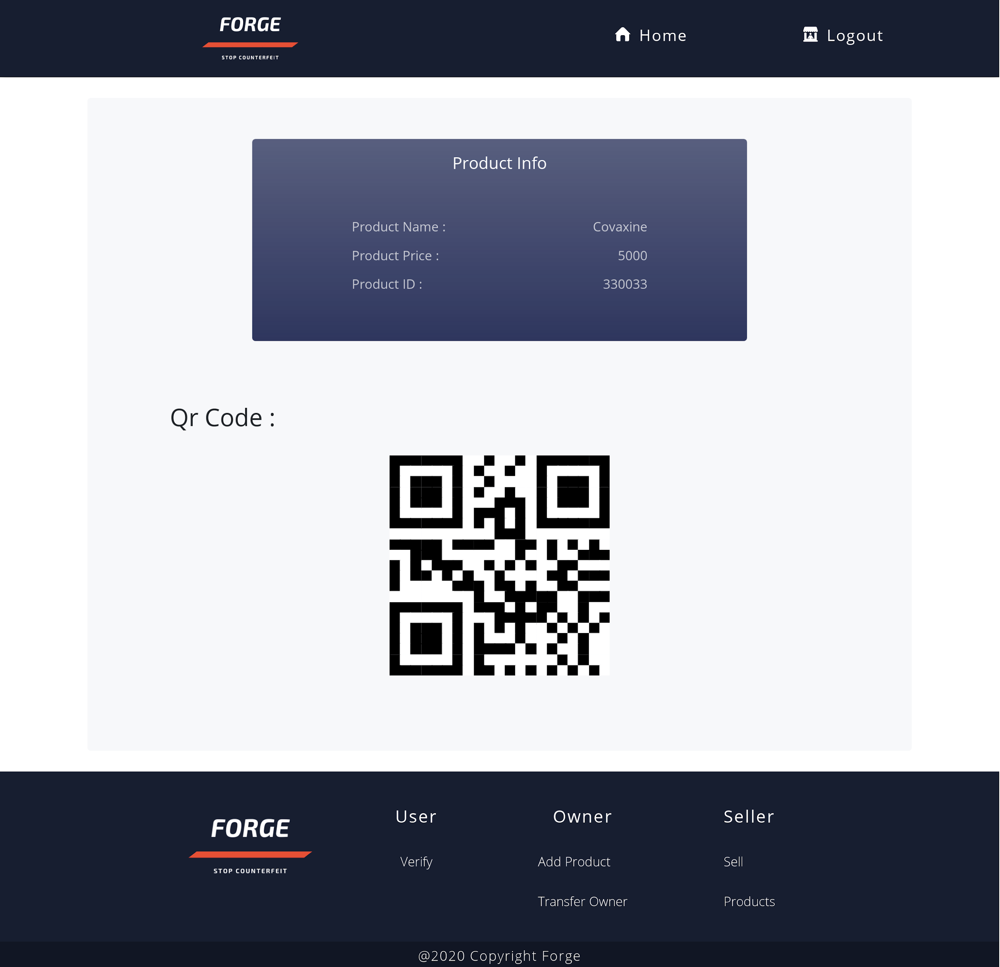 FORGE
STOP COUNTERFEIT
Home
Logout
Product Info
Product Name : Covaxine
Product Price : 5000
Product ID : 330033
Qr Code :
FORGE
STOP COUNTERFEIT
User
Owner
Seller
Verify
Add Product
Sell
Transfer Owner
Products
@2020 Copyright Forge